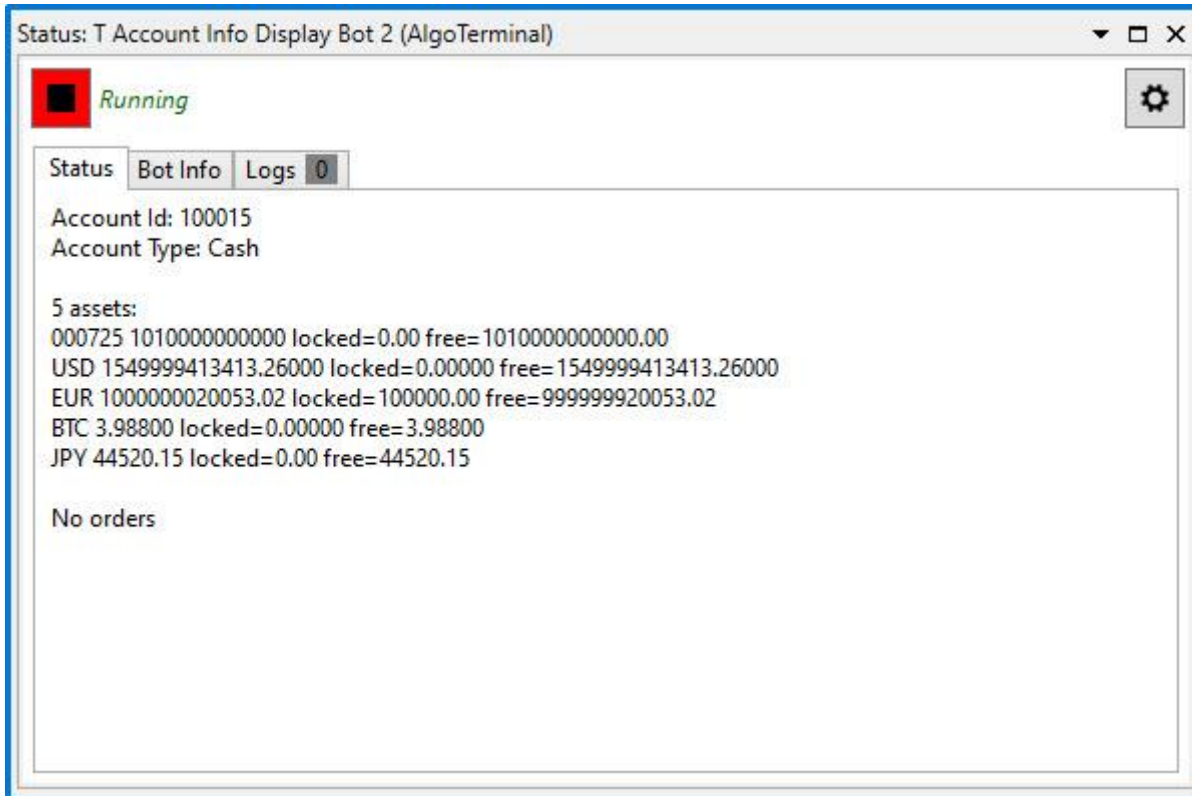 Status: T Account Info Display Bot 2 (AlgoTerminal)
Running
Status Bot Info Logs 0
Account Id: 100015
Account Type: Cash
5 assets:
000725 1010000000000 locked=0.00 free=1010000000000.00
USD 1549999413413.26000 locked=0.00000 free=1549999413413.26000
EUR 1000000020053.02 locked=100000.00 free=999999920053.02
BTC 3.98800 locked=0.00000 free=3.98800
JPY 44520.15 locked=0.00 free=44520.15
No orders